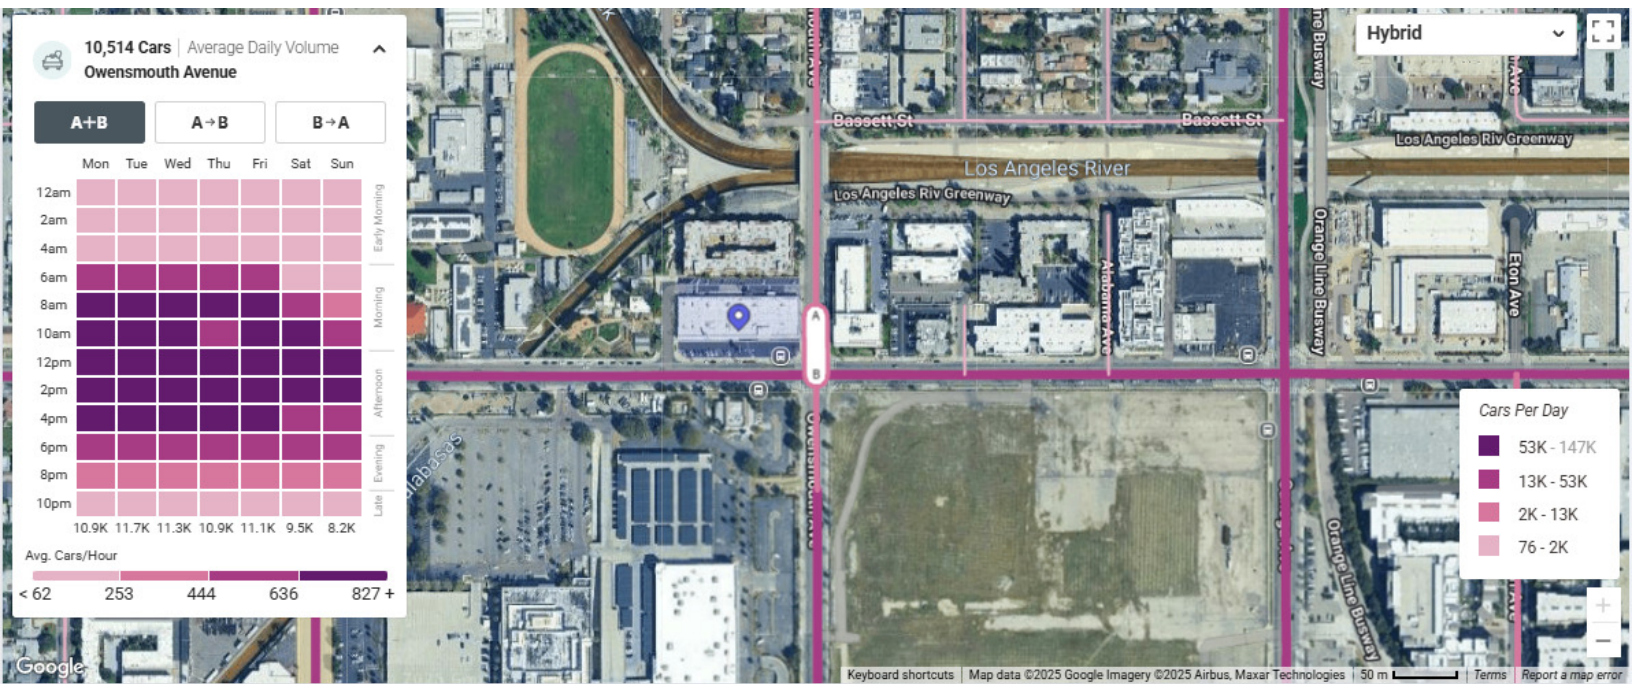 10,514 Cars | Average Daily Volume
Owensmouth Avenue
A+B
A→B
B→A
Mon Tue Wed Thu Fri Sat Sun
12am
2am
4am
6am
8am
10am
12pm
2pm
4pm
6pm
8pm
10pm
Early Morning
Morning
Afternoon
Evening
Late
10.9K 11.7K 11.3K 10.9K 11.1K 9.5K 8.2K
Avg. Cars/Hour
< 62 253 444 636 827 +
Google
Hybrid
Bassett St
Bassett St
Los Angeles River
Los Angeles Riv Greenway
Los Angeles Riv Greenway
Orange Line Busway
Alabama Ave
Eton Ave
A
B
Orange Line Busway
Cars Per Day
53K - 147K
13K - 53K
2K - 13K
76 - 2K
+
−
Keyboard shortcuts
Map data ©2025 Google Imagery ©2025 Airbus, Maxar Technologies
50 m
Terms
Report a map error